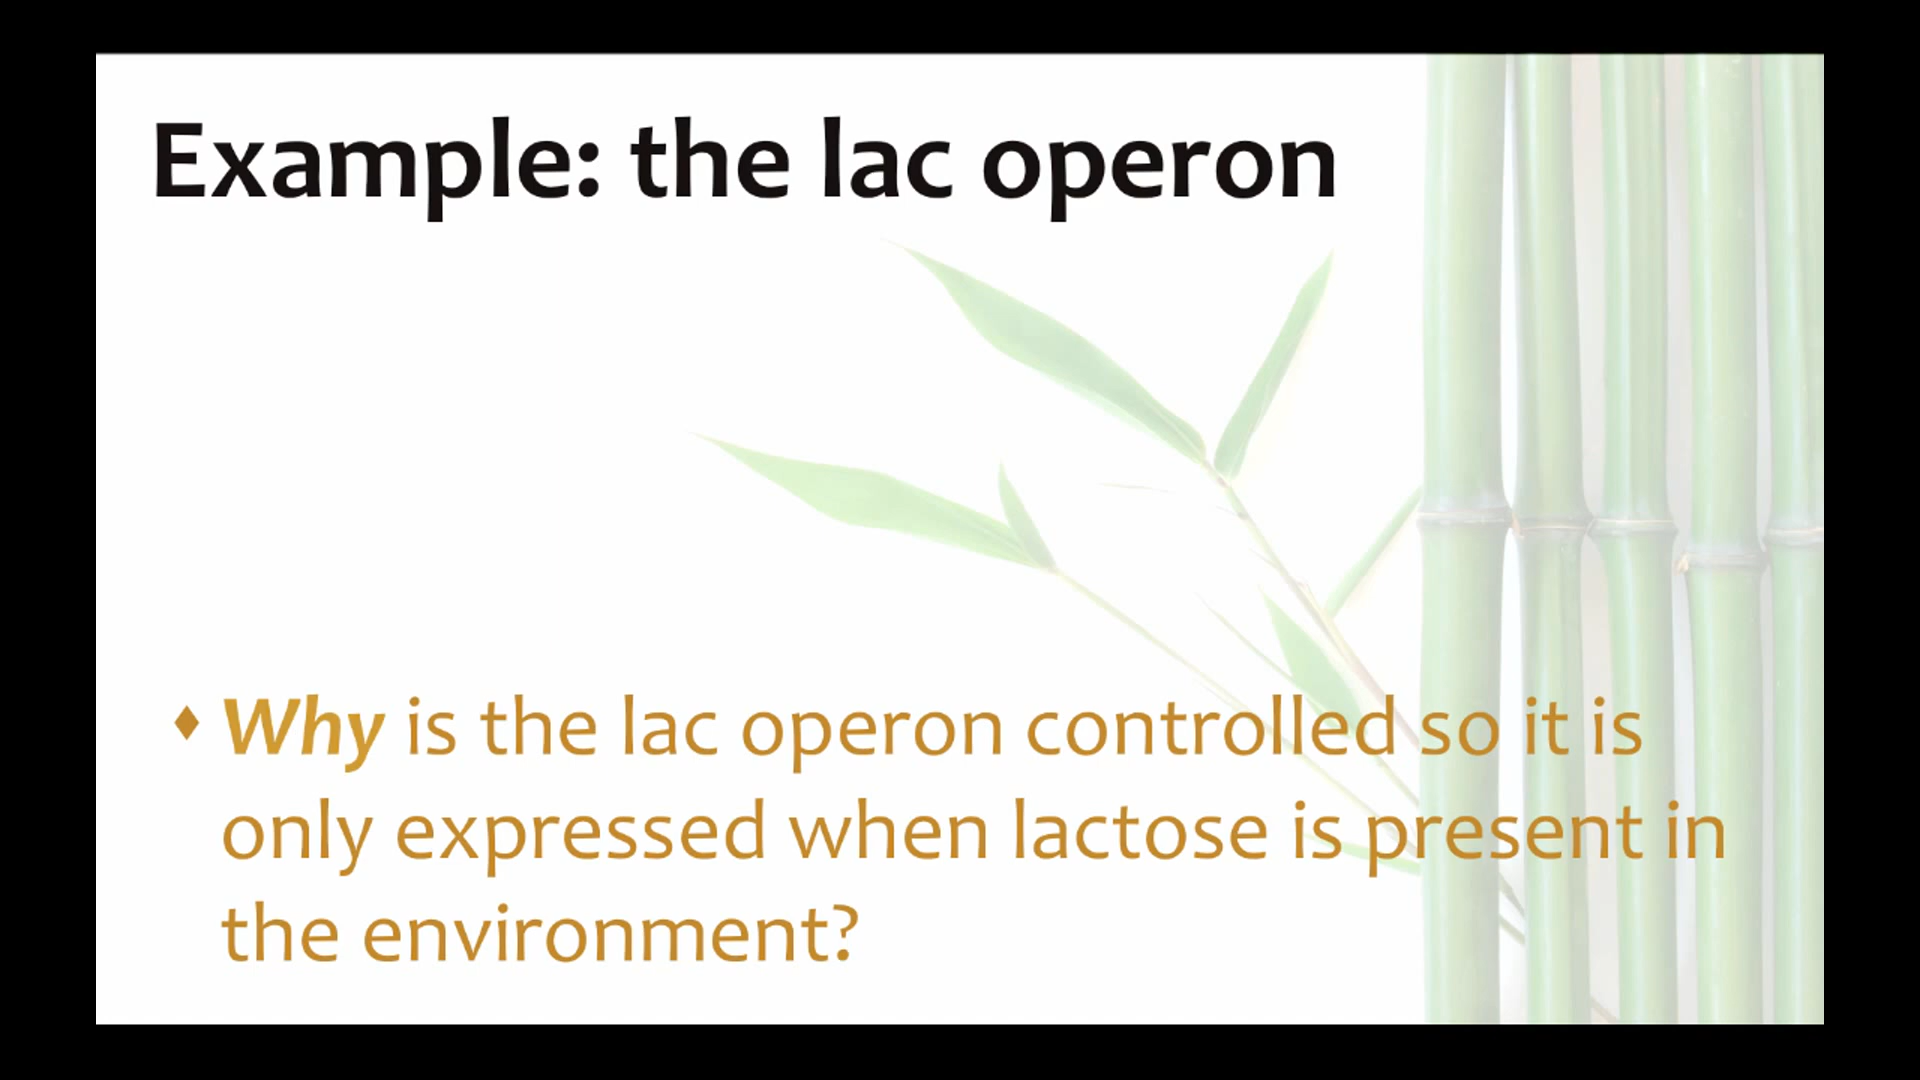 Example: the lac operon
Why is the lac operon controlled so it is
only expressed when lactose is present in
the environment?